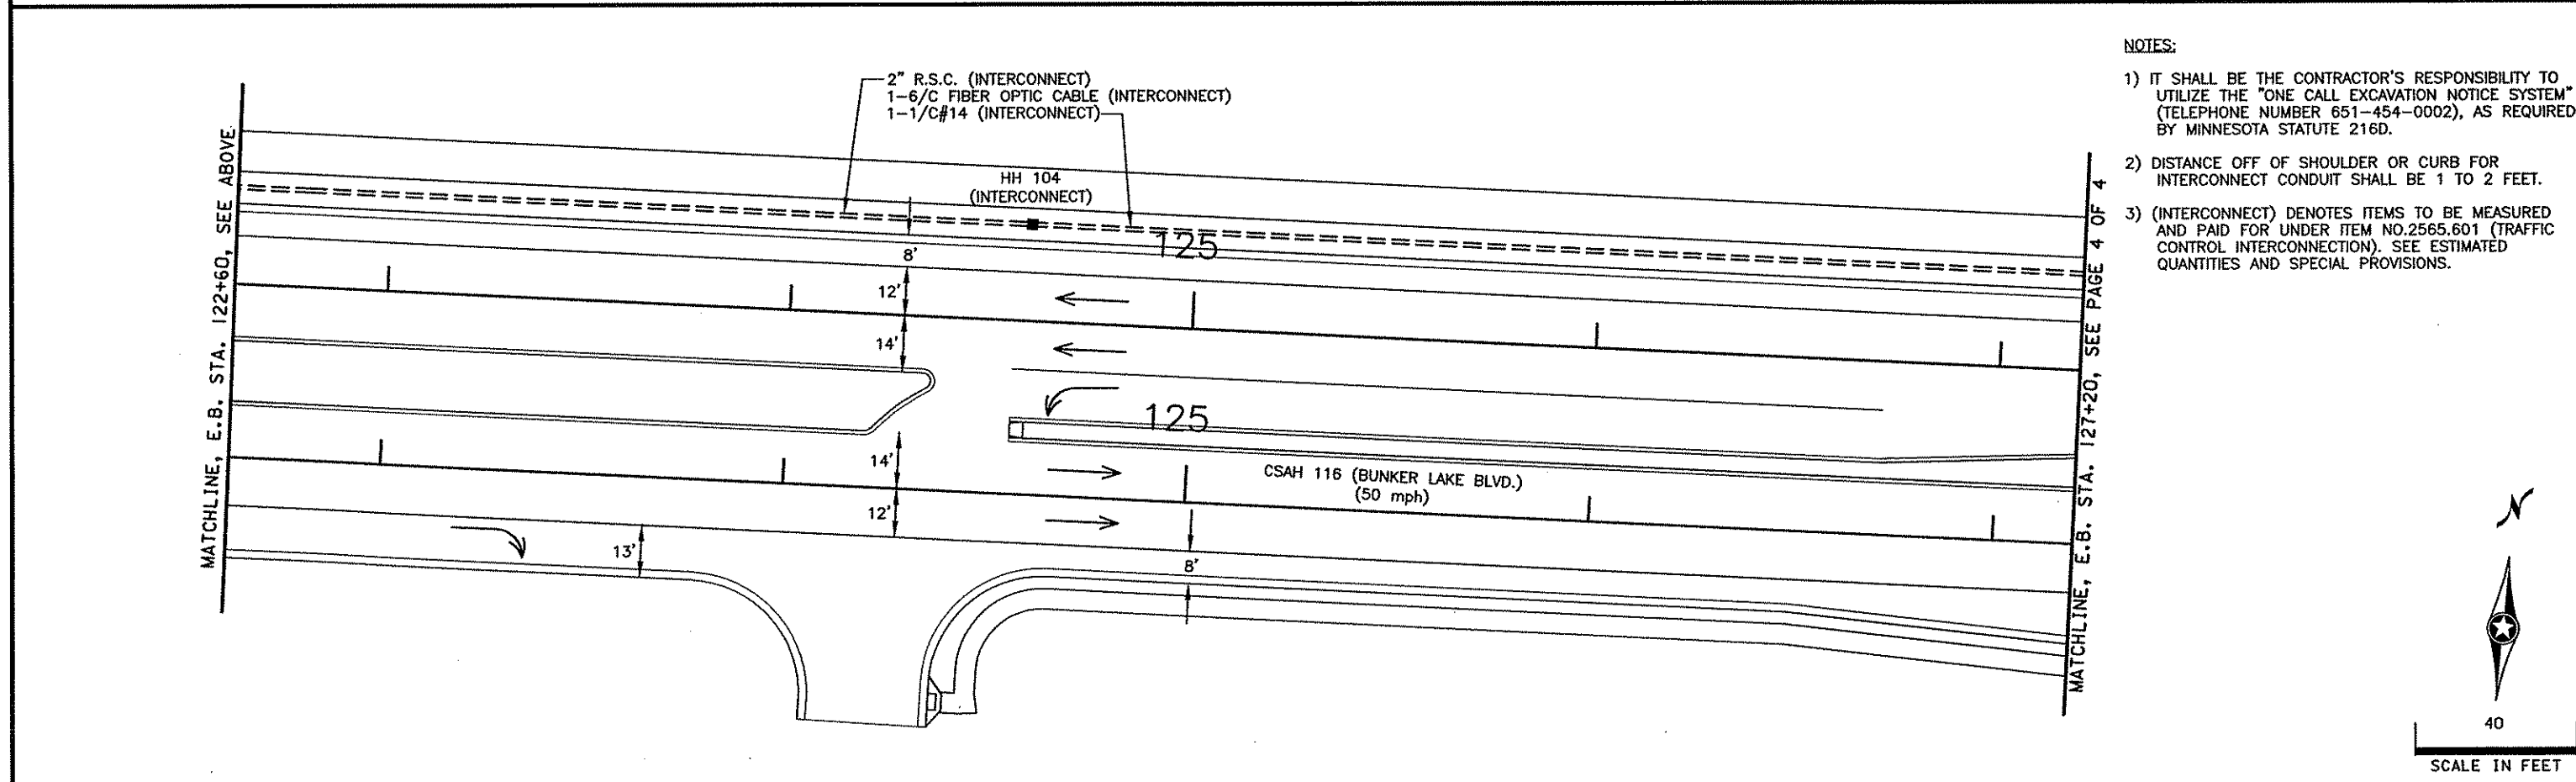 NOTES:
1) IT SHALL BE THE CONTRACTOR'S RESPONSIBILITY TO
UTILIZE THE "ONE CALL EXCAVATION NOTICE SYSTEM"
(TELEPHONE NUMBER 651-454-0002), AS REQUIRED
BY MINNESOTA STATUTE 216D.
2) DISTANCE OFF OF SHOULDER OR CURB FOR
INTERCONNECT CONDUIT SHALL BE 1 TO 2 FEET.
3) (INTERCONNECT) DENOTES ITEMS TO BE MEASURED
AND PAID FOR UNDER ITEM NO.2565.601 (TRAFFIC
CONTROL INTERCONNECTION). SEE ESTIMATED
QUANTITIES AND SPECIAL PROVISIONS.
2" R.S.C. (INTERCONNECT)
1-6/C FIBER OPTIC CABLE (INTERCONNECT)
1-1/C#14 (INTERCONNECT)
HH 104
(INTERCONNECT)
MATCHLINE, E.B. STA. 122+60, SEE ABOVE
125
8'
12'
14'
125
14'
CSAH 116 (BUNKER LAKE BLVD.)
(50 mph)
12'
13'
8'
MATCHLINE, E.B. STA. 127+20, SEE PAGE 4 OF 4
N
40
SCALE IN FEET